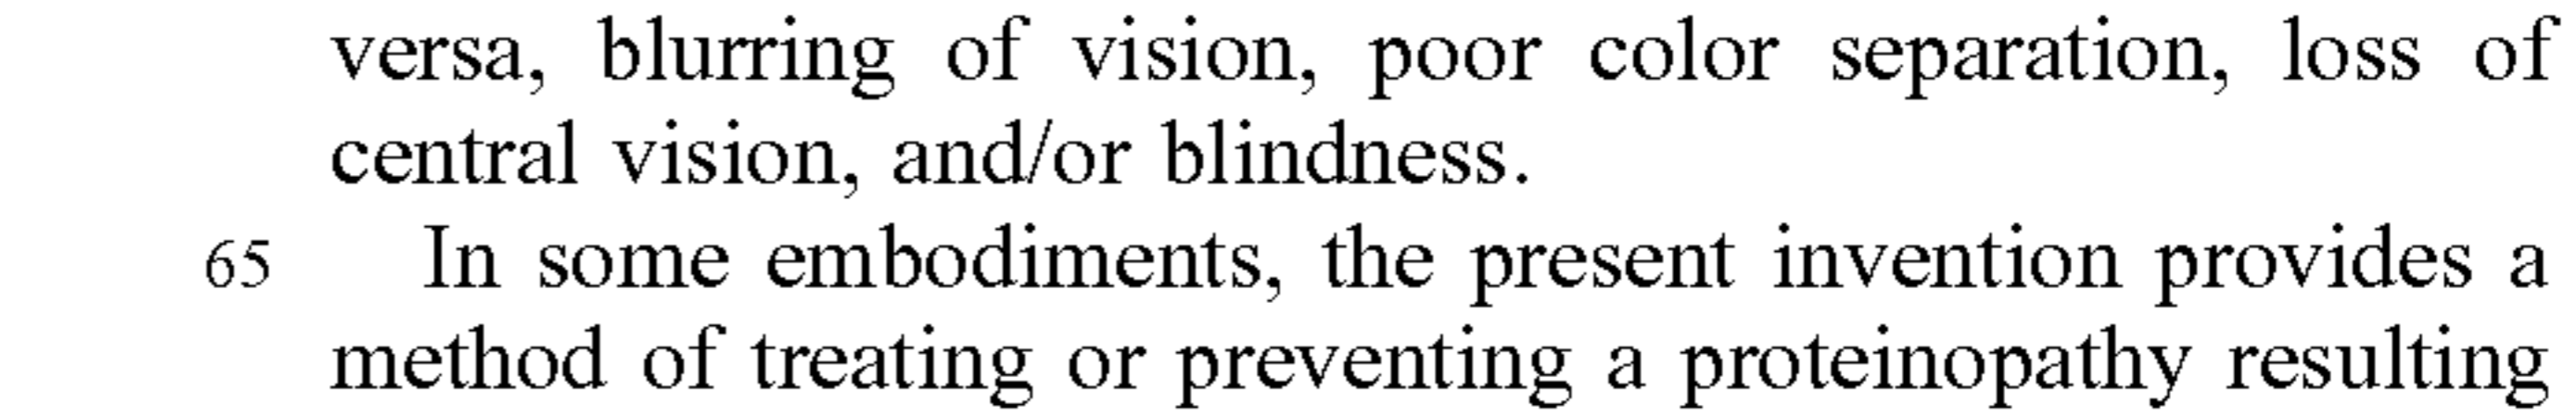 versa, blurring of vision, poor color separation, loss of
central vision, and/or blindness.
65 In some embodiments, the present invention provides a
method of treating or preventing a proteinopathy resulting